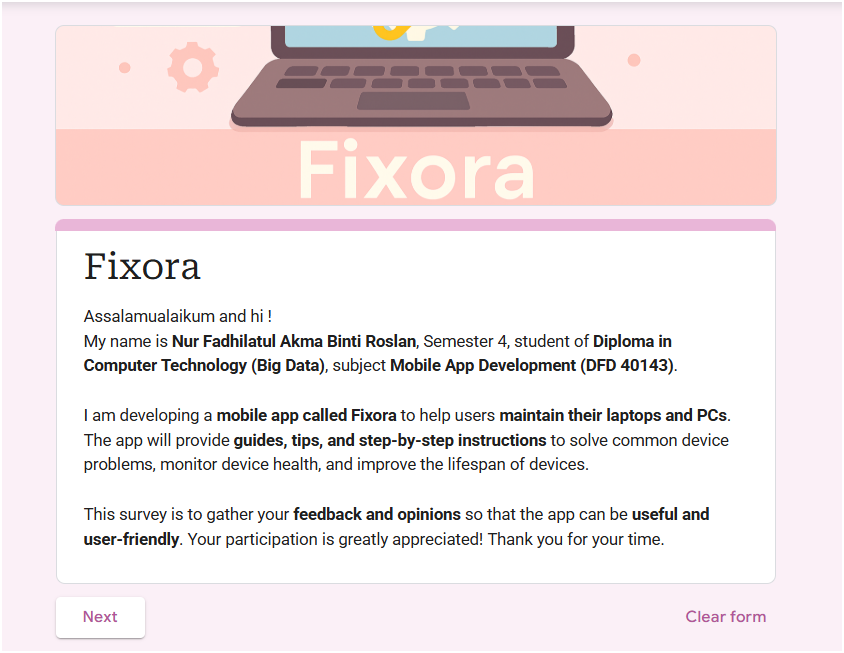 Fixora
Fixora
Assalamualaikum and hi !
My name is Nur Fadhilatul Akma Binti Roslan, Semester 4, student of Diploma in
Computer Technology (Big Data), subject Mobile App Development (DFD 40143).
I am developing a mobile app called Fixora to help users maintain their laptops and PCs.
The app will provide guides, tips, and step-by-step instructions to solve common device
problems, monitor device health, and improve the lifespan of devices.
This survey is to gather your feedback and opinions so that the app can be useful and
user-friendly. Your participation is greatly appreciated! Thank you for your time.
Next
Clear form